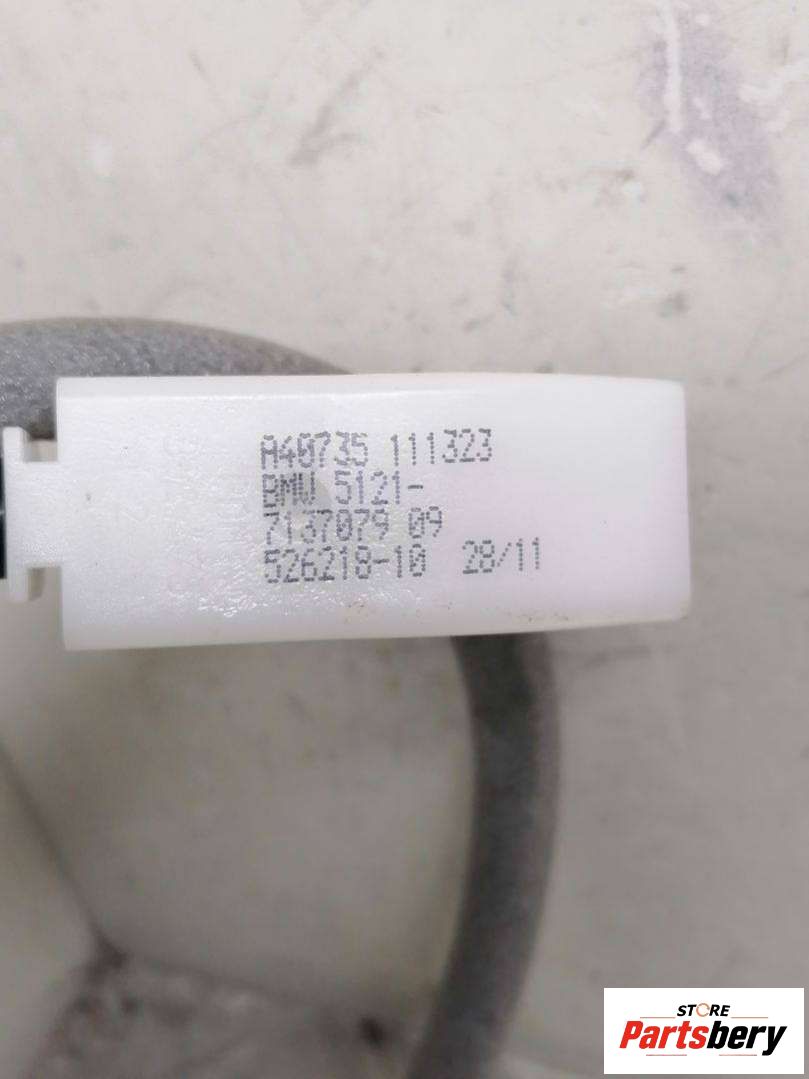 A40735 111323
BMW 5121-
7137079 09
526218-10 28/11
STORE
Partsbery